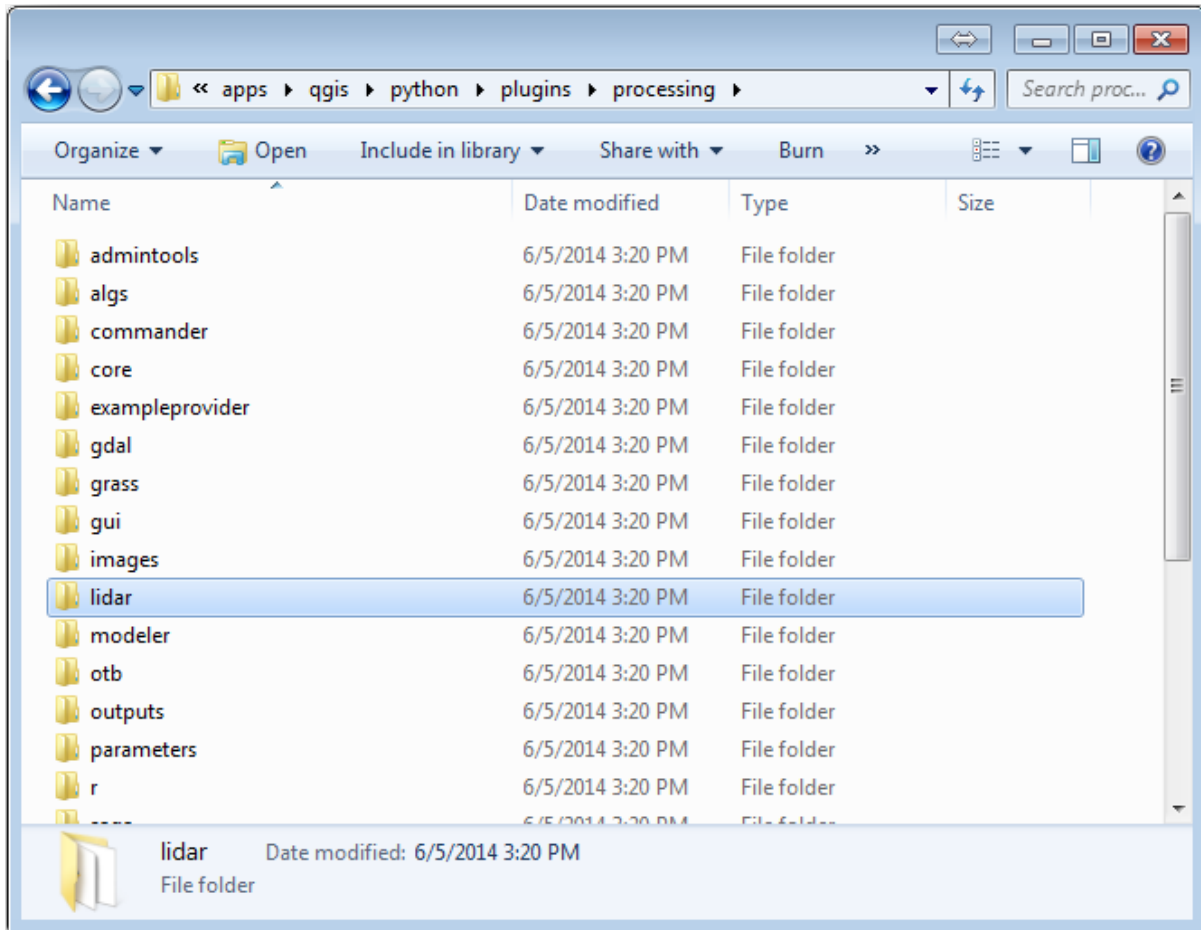 « apps ▸ qgis ▸ python ▸ plugins ▸ processing ▸ Search proc...
Organize ▾ Open Include in library ▾ Share with ▾ Burn »
Name Date modified Type Size
admintools 6/5/2014 3:20 PM File folder
algs 6/5/2014 3:20 PM File folder
commander 6/5/2014 3:20 PM File folder
core 6/5/2014 3:20 PM File folder
exampleprovider 6/5/2014 3:20 PM File folder
gdal 6/5/2014 3:20 PM File folder
grass 6/5/2014 3:20 PM File folder
gui 6/5/2014 3:20 PM File folder
images 6/5/2014 3:20 PM File folder
lidar 6/5/2014 3:20 PM File folder
modeler 6/5/2014 3:20 PM File folder
otb 6/5/2014 3:20 PM File folder
outputs 6/5/2014 3:20 PM File folder
parameters 6/5/2014 3:20 PM File folder
r 6/5/2014 3:20 PM File folder
lidar Date modified: 6/5/2014 3:20 PM
File folder